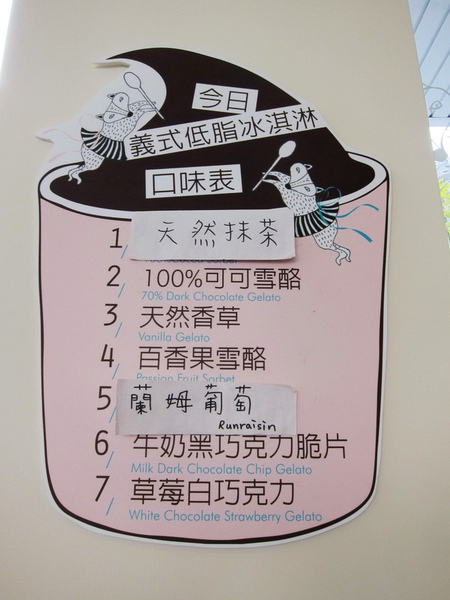 今日
義式低脂冰淇淋
口味表
1 天然抹茶
2 100%可可雪酪
70% Dark Chocolate Gelato
3 天然香草
Vanilla Gelato
4 百香果雪酪
Passion Fruit Sorbet
5 蘭姆葡萄
Runraisin
6 牛奶黑巧克力脆片
Milk Dark Chocolate Chip Gelato
7 草莓白巧克力
White Chocolate Strawberry Gelato